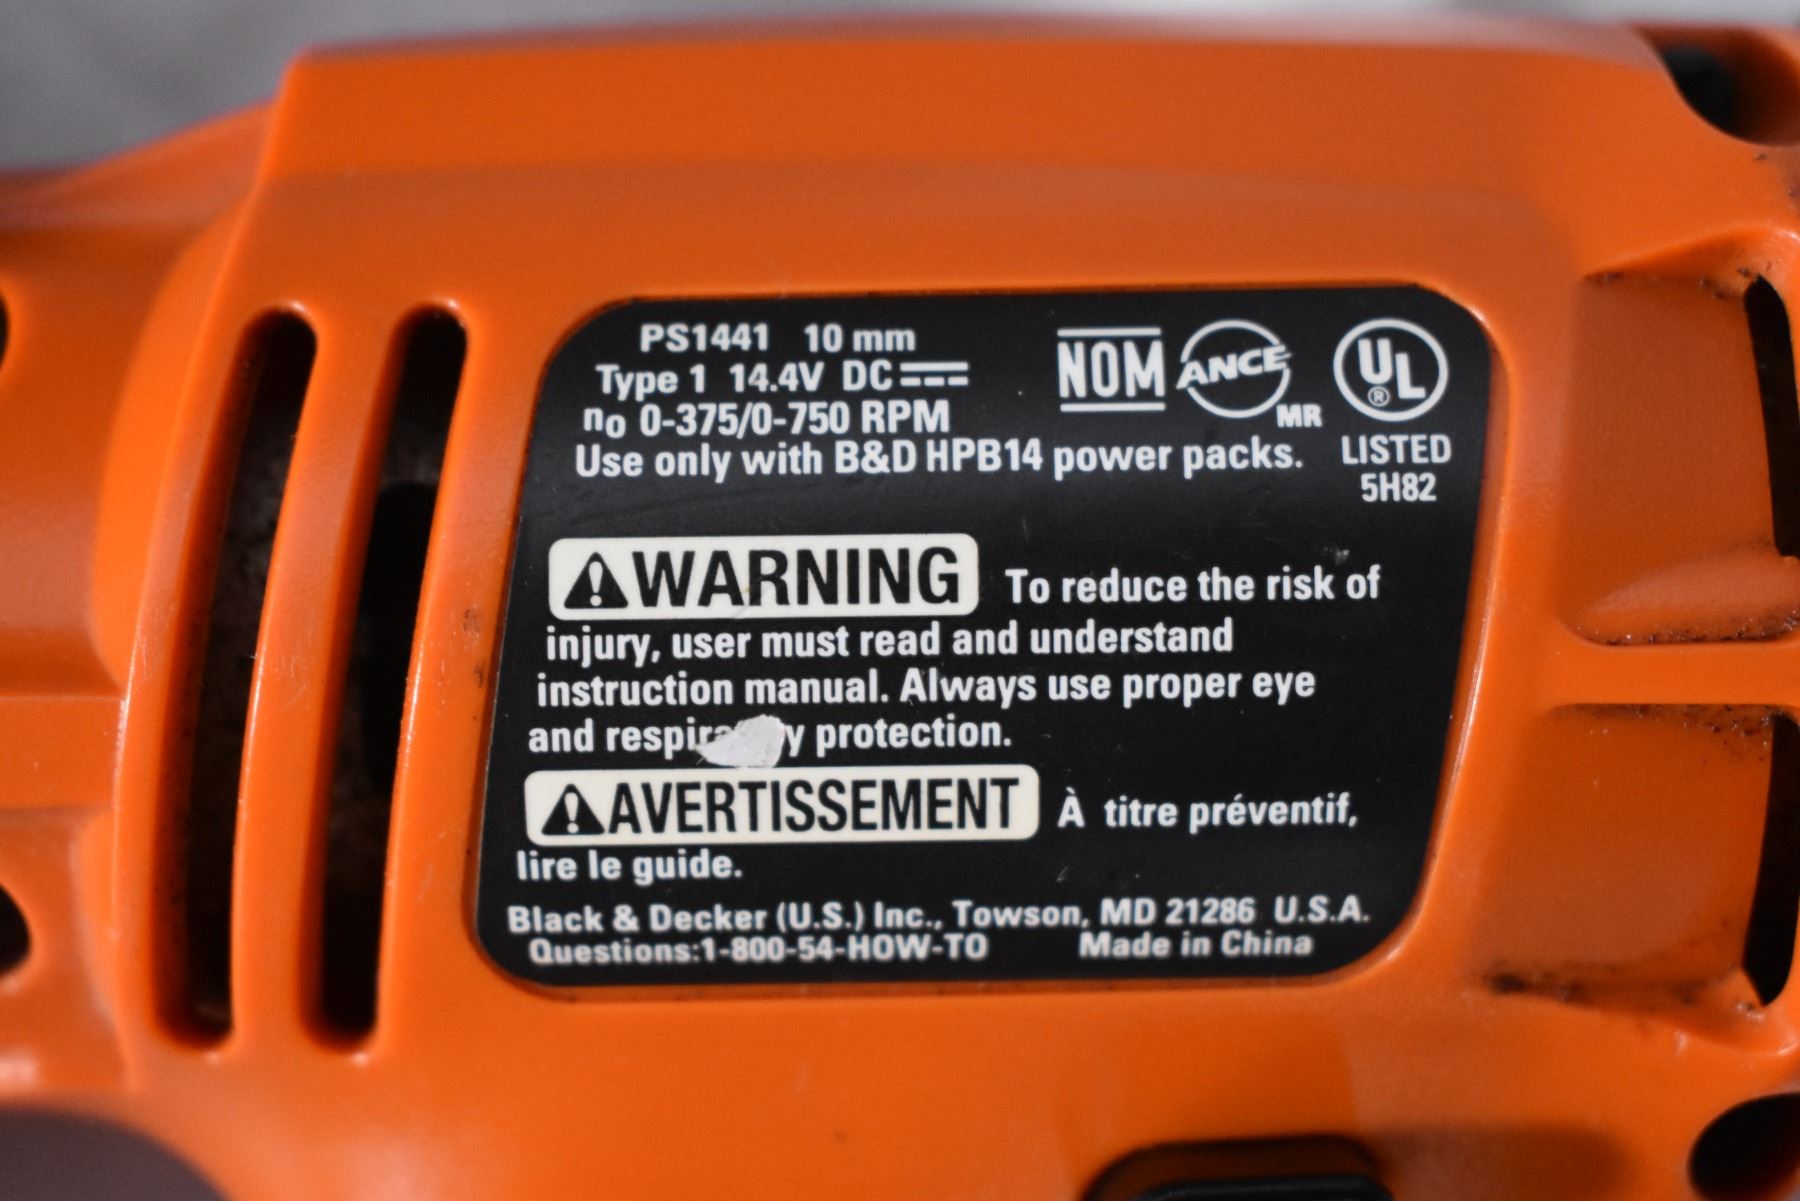 PS1441 10 mm
Type 1 14.4V DC
no 0-375/0-750 RPM
Use only with B&D HPB14 power packs.
NOM ANCE MR
UL ®
LISTED
5H82
WARNING To reduce the risk of
injury, user must read and understand
instruction manual. Always use proper eye
and protection.
AVERTISSEMENT À titre préventif,
lire le guide.
Black & Decker (U.S.) Inc., Towson, MD 21286 U.S.A.
Questions:1-800-54-HOW-TO Made in China